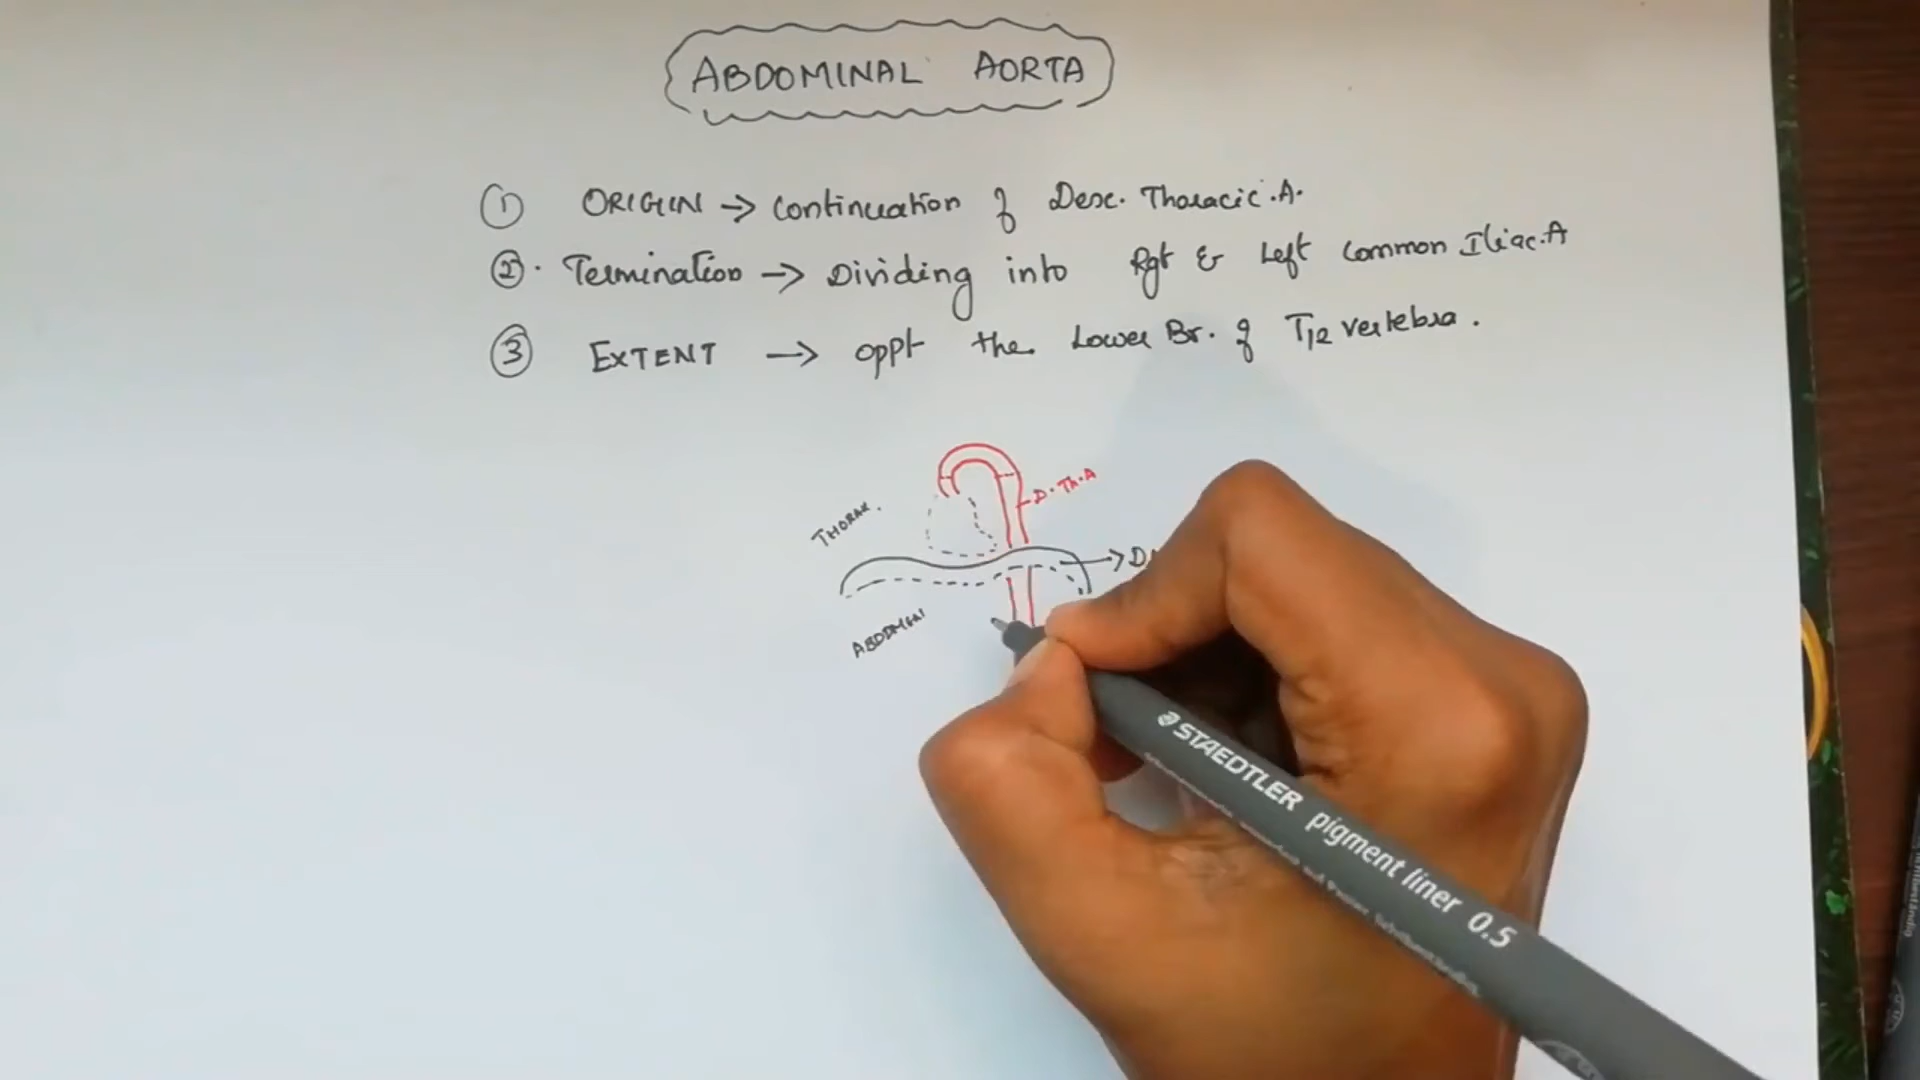 ABDOMINAL AORTA
① ORIGIN → Continuation of Desc. Thoracic.A.
②. Termination → Dividing into Rgt & Left Common Iliac.A
③ EXTENT → oppt the Lower Br. of T12 vertebra.
D.Th.A
THORAX.
→ D
ABDOMEN
STAEDTLER pigment liner 0.5